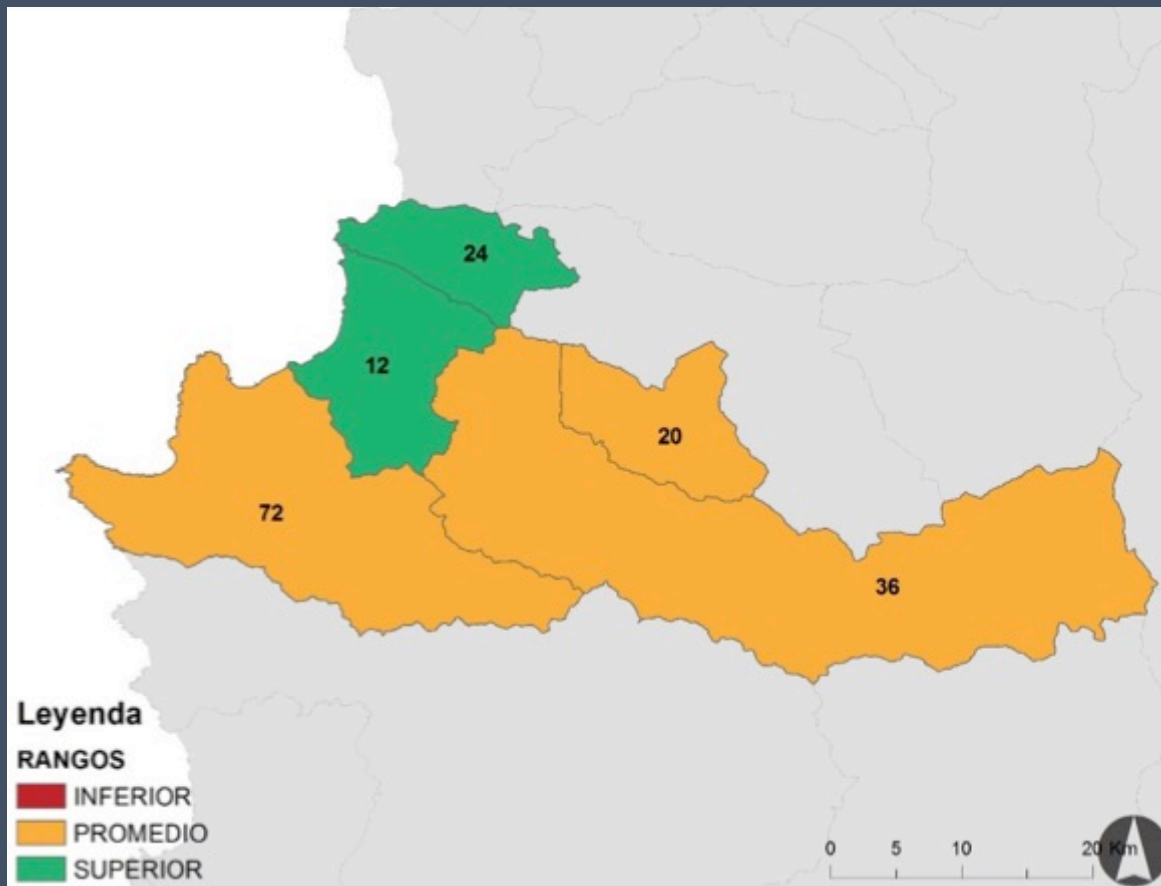 24
12
20
72
36
Leyenda
RANGOS
INFERIOR
PROMEDIO
SUPERIOR
0 5 10 20 Km